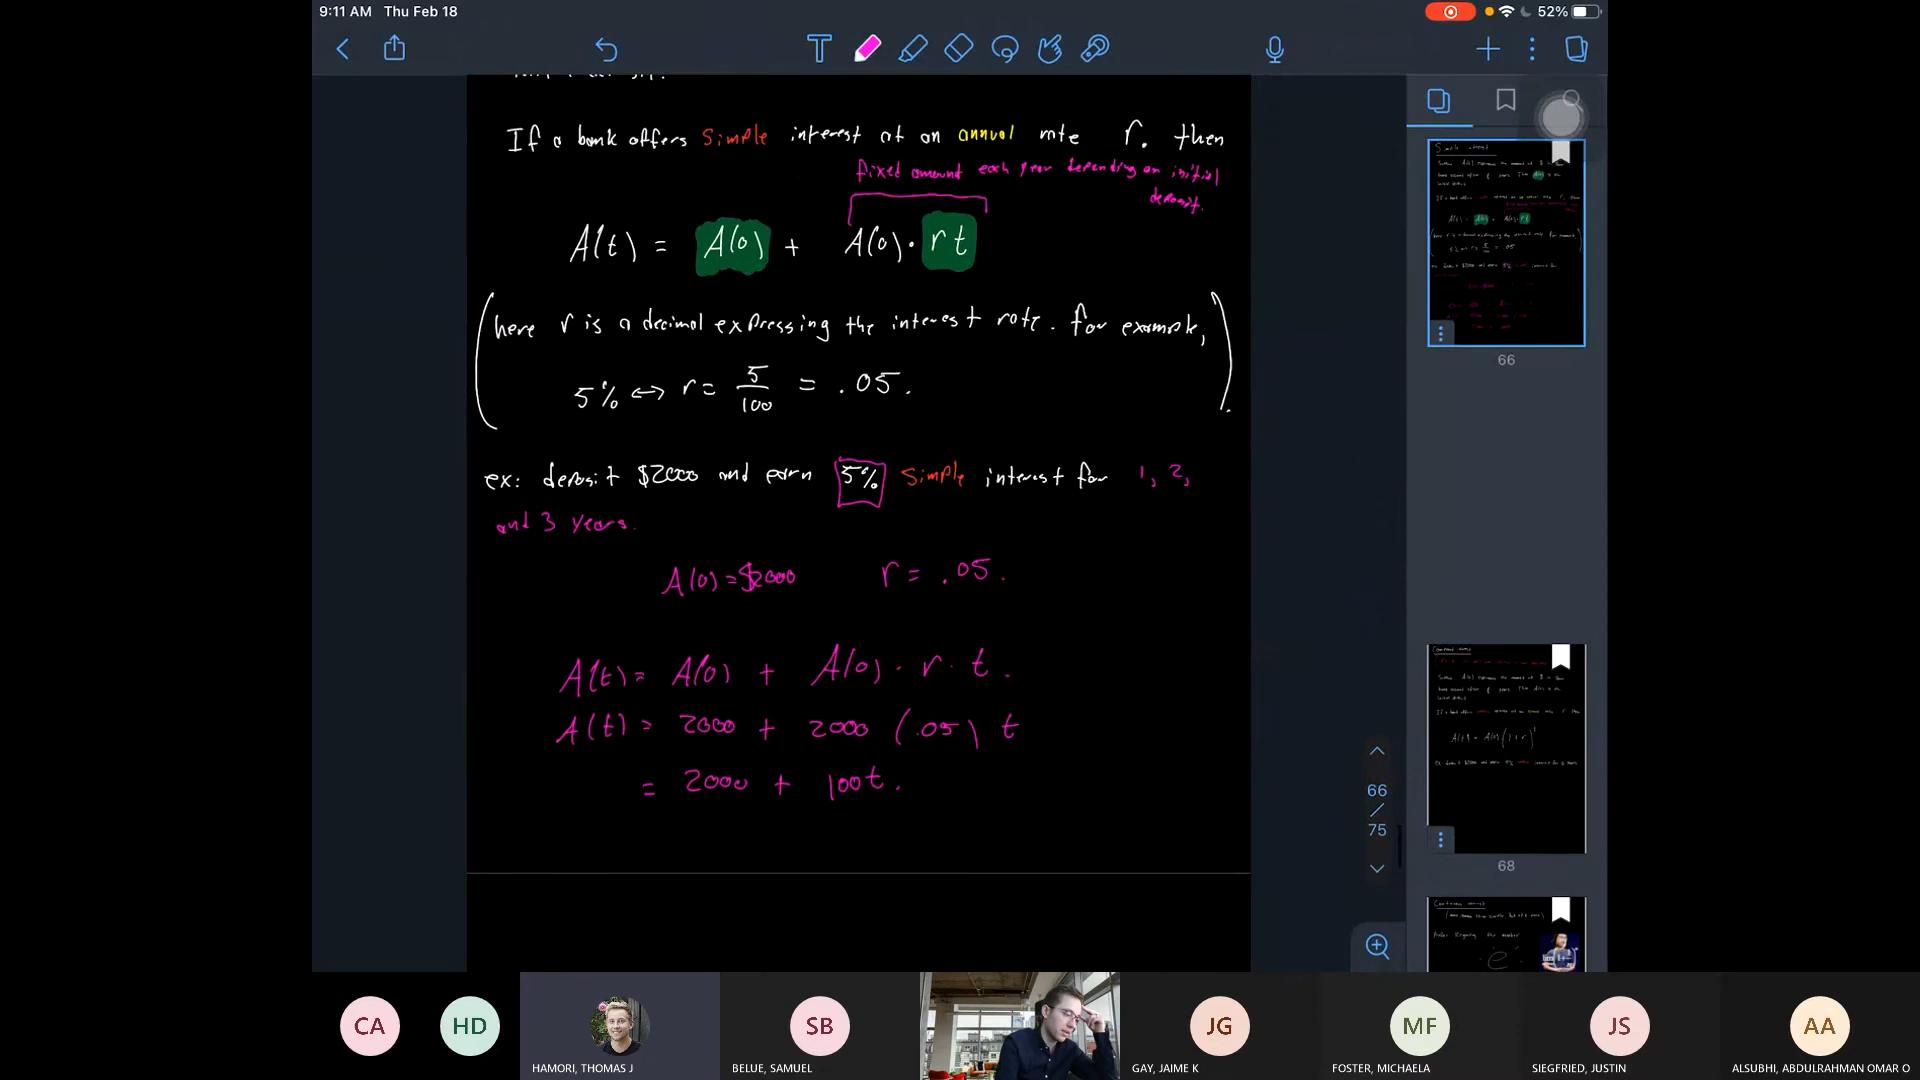 9:11 AM Thu Feb 18
52%
If a bank offers simple interest at an annual rate r. then
fixed amount each year depending on initial
deposit.
A(t) = A(0) + A(0) · rt
(here r is a decimal expressing the interest rate. for example,
5% ↔ r = 5/100 = .05.)
ex: deposit $2000 and earn 5% simple interest for 1, 2,
and 3 years.
A(0) = $2000 r = .05.
A(t) = A(0) + A(0) · r · t.
A(t) = 2000 + 2000 (.05) t
= 2000 + 100t.
66
68
66
/
75
CA
HD
SB
JG
MF
JS
AA
HAMORI, THOMAS J
BELUE, SAMUEL
GAY, JAIME K
FOSTER, MICHAELA
SIEGFRIED, JUSTIN
ALSUBHI, ABDULRAHMAN OMAR O